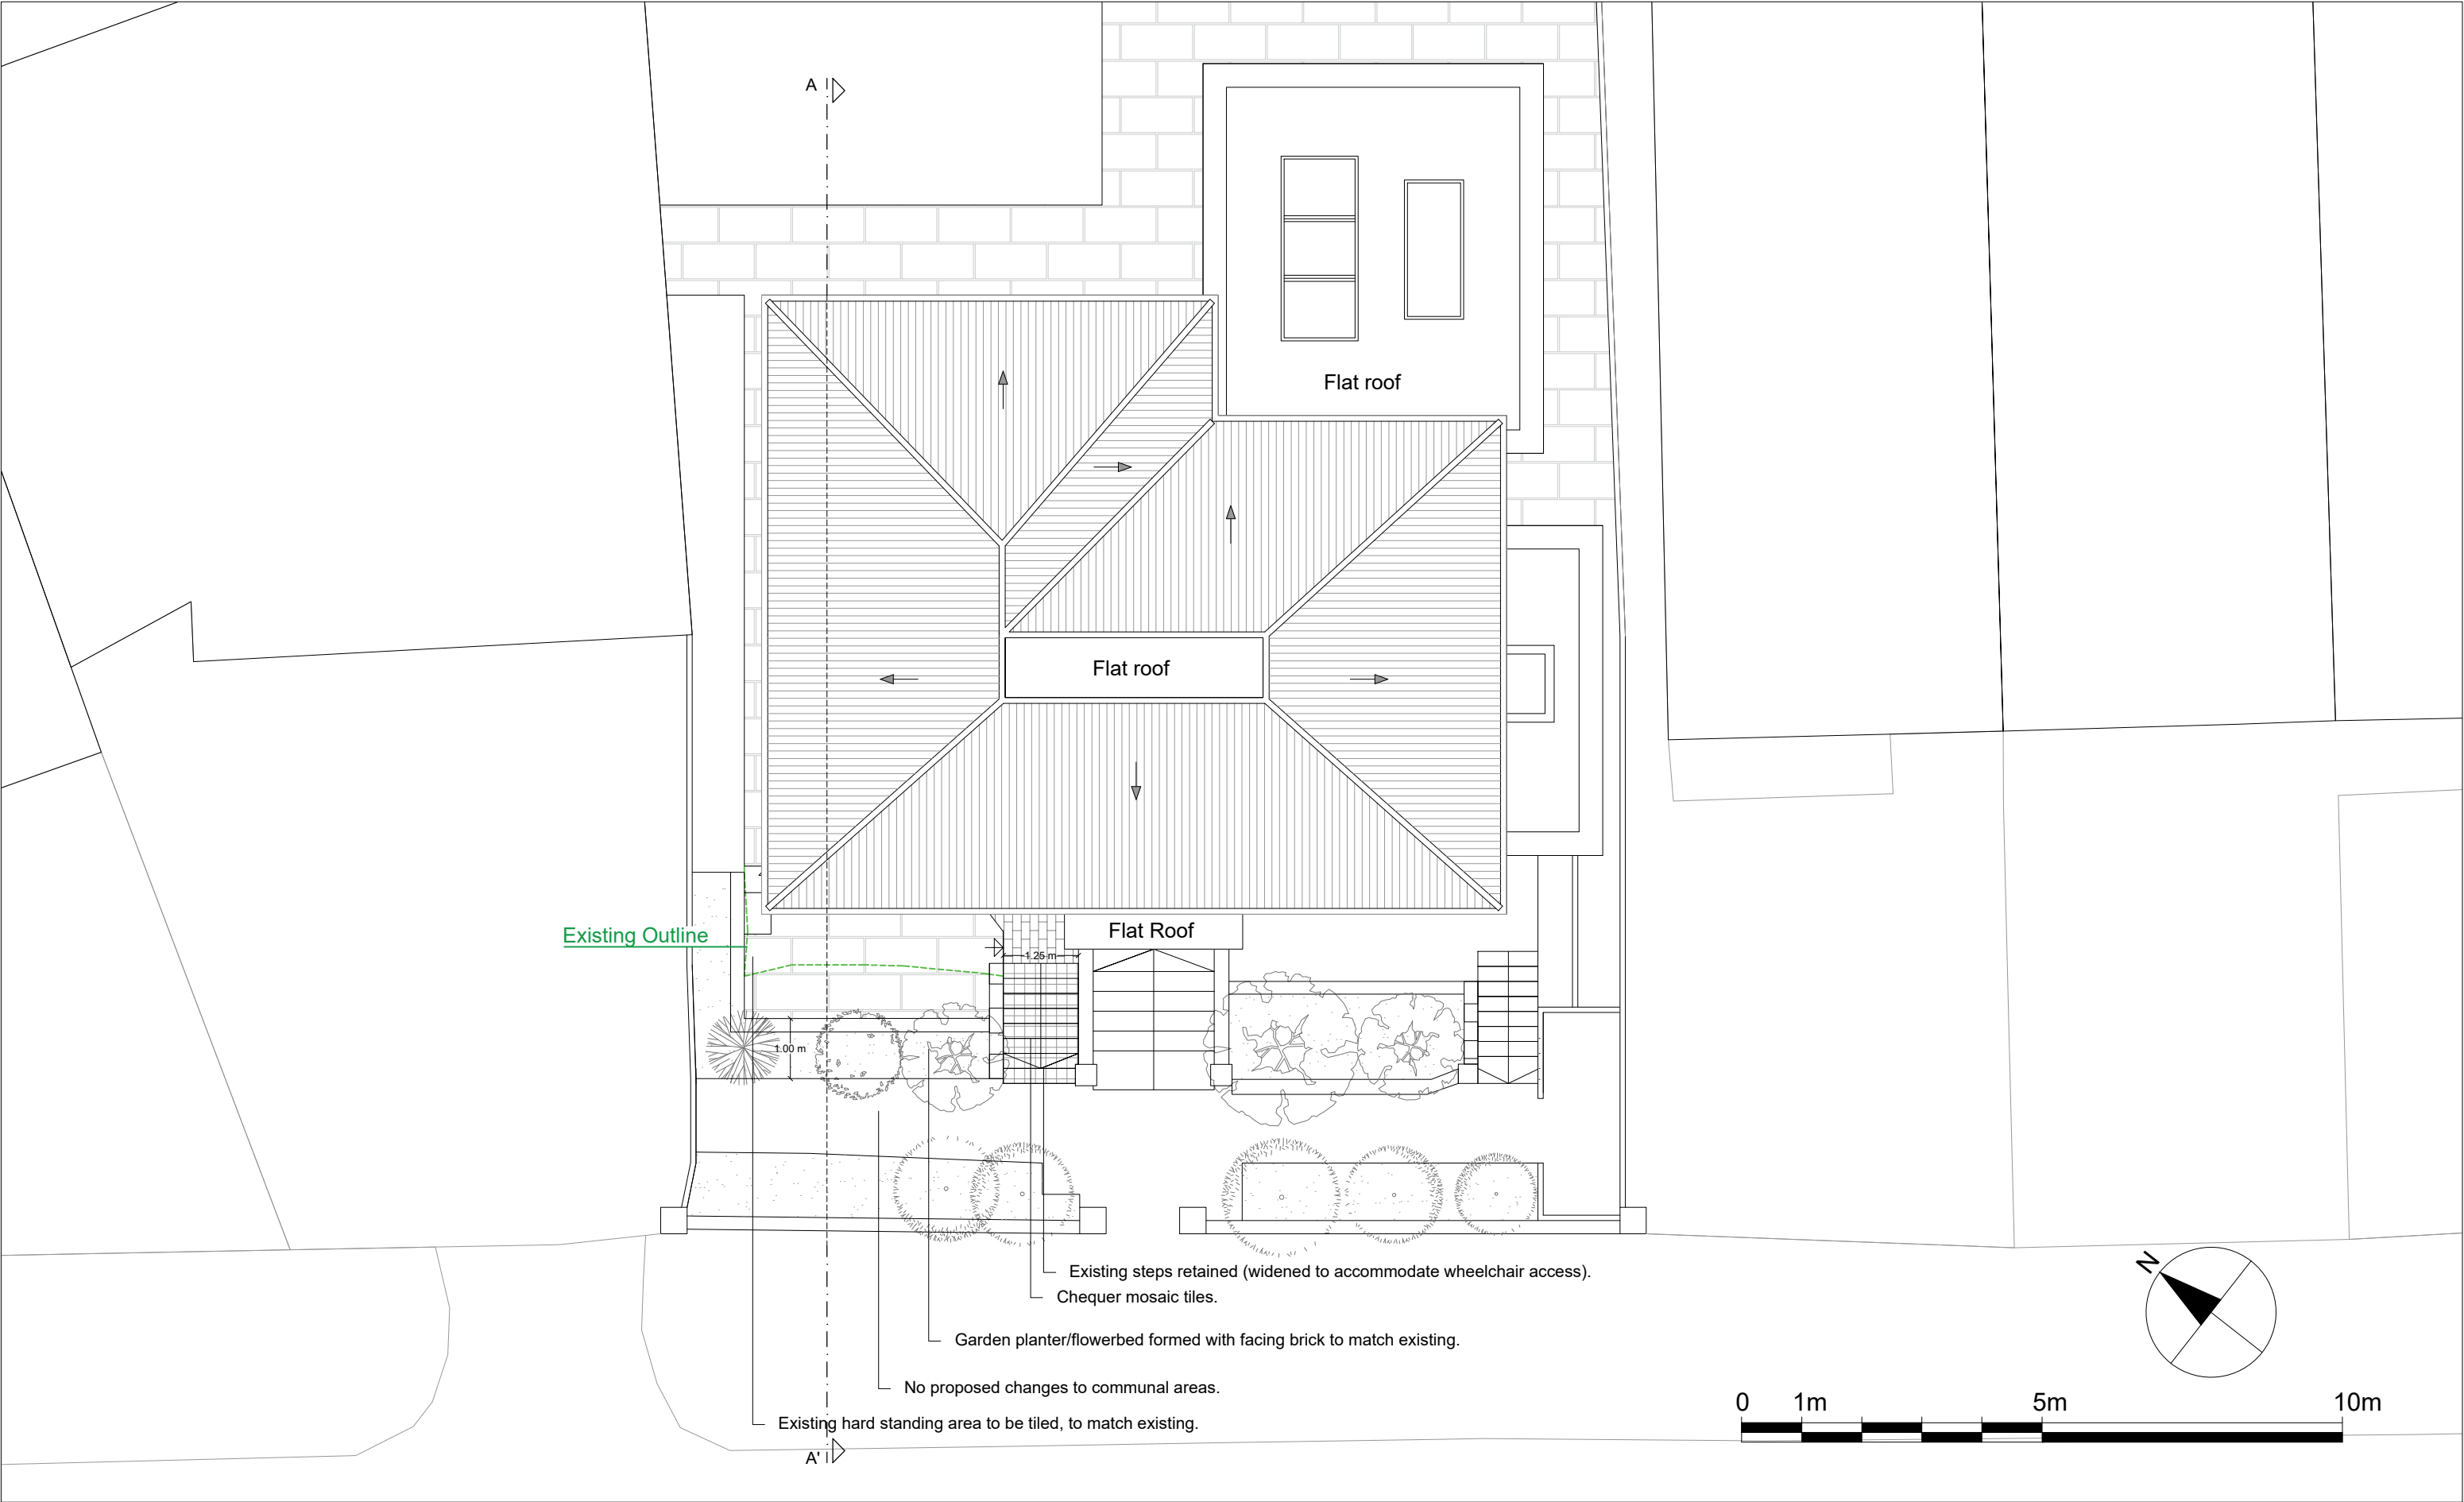 A
Flat roof
Flat roof
Existing Outline
Flat Roof
1.25 m
1.00 m
Existing steps retained (widened to accommodate wheelchair access).
Chequer mosaic tiles.
Garden planter/flowerbed formed with facing brick to match existing.
No proposed changes to communal areas.
Existing hard standing area to be tiled, to match existing.
A'
N
0 1m 5m 10m